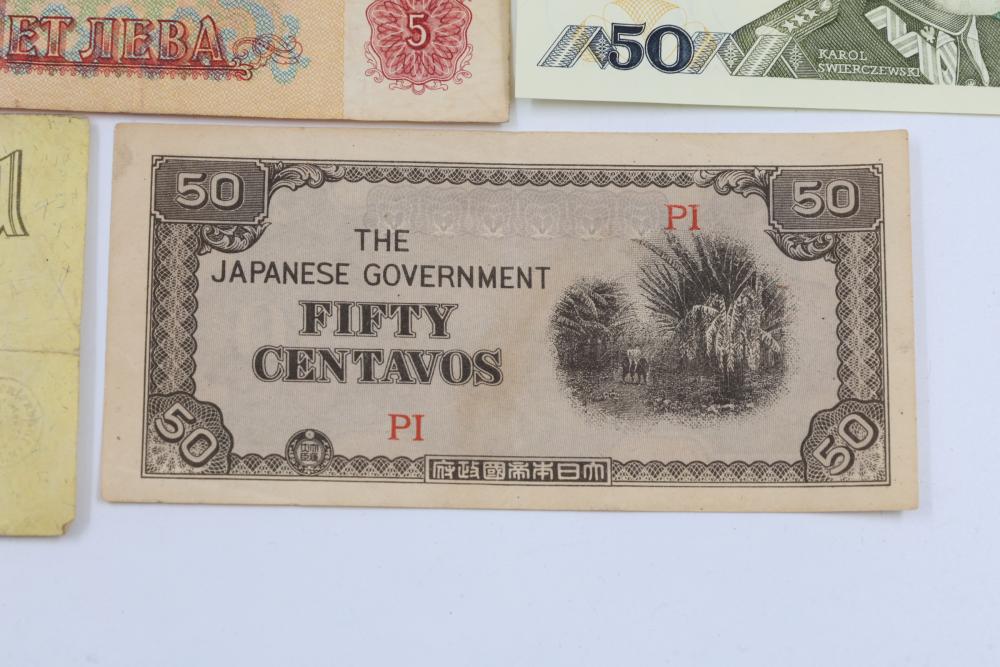 ЕТ ЛЕВА
5
50
KAROL
ŚWIERCZEWSKI
50
50
PI
THE
JAPANESE GOVERNMENT
FIFTY
CENTAVOS
PI
50
50
府政國帝本日大